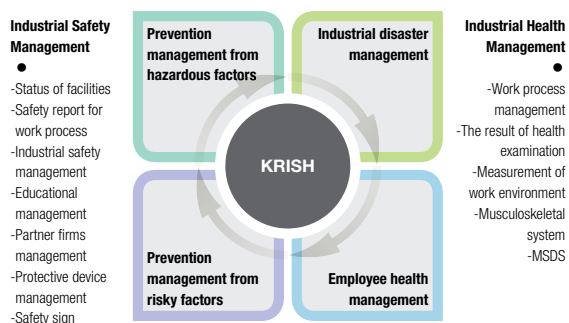 Industrial Safety
Management
●
-Status of facilities
-Safety report for
work process
-Industrial safety
management
-Educational
management
-Partner firms
management
-Protective device
management
-Safety sign
Prevention
management from
hazardous factors
Industrial disaster
management
KRISH
Prevention
management from
risky factors
Employee health
management
Industrial Health
Management
●
-Work process
management
-The result of health
examination
-Measurement of
work environment
-Musculoskeletal
system
-MSDS